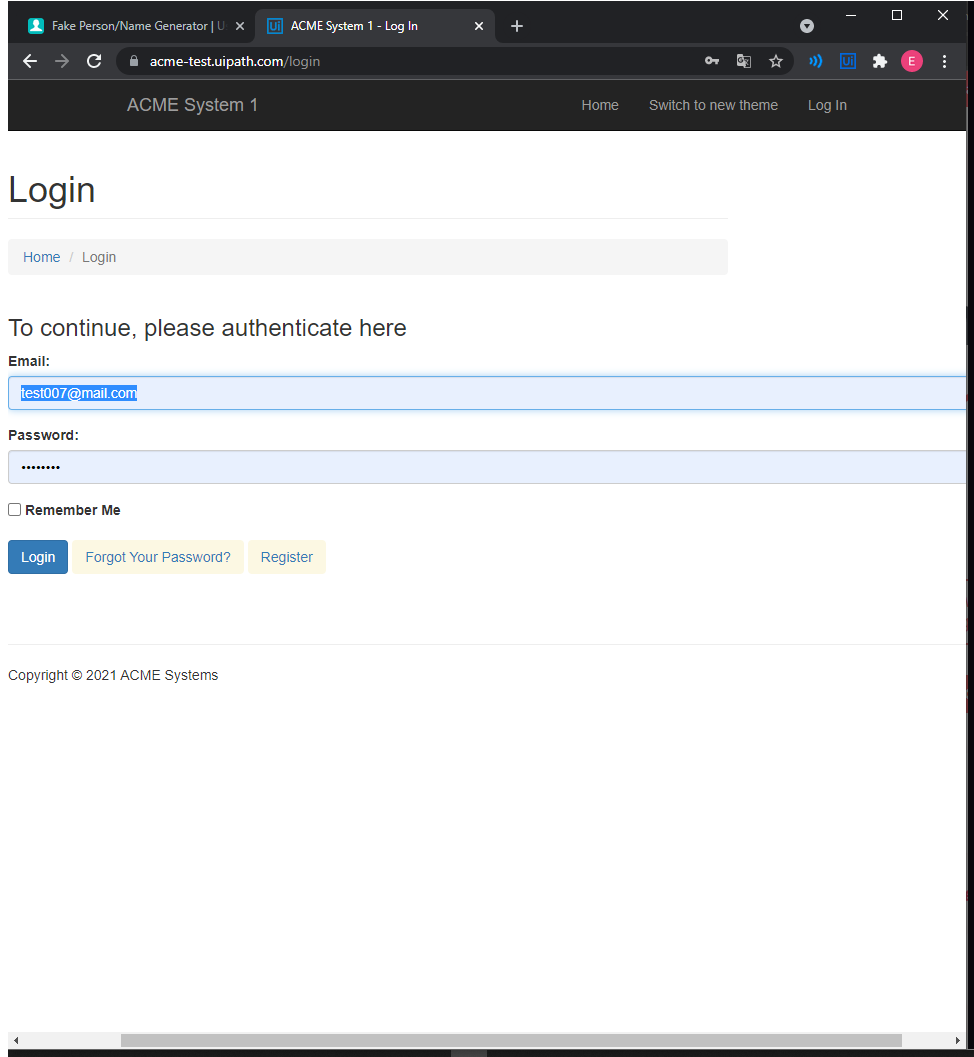 Fake Person/Name Generator | U
Ui ACME System 1 - Log In
acme-test.uipath.com/login
Ui
E
ACME System 1 Home Switch to new theme Log In
Login
Home / Login
To continue, please authenticate here
Email:
test007@mail.com
Password:
••••••••
Remember Me
Login Forgot Your Password? Register
Copyright © 2021 ACME Systems